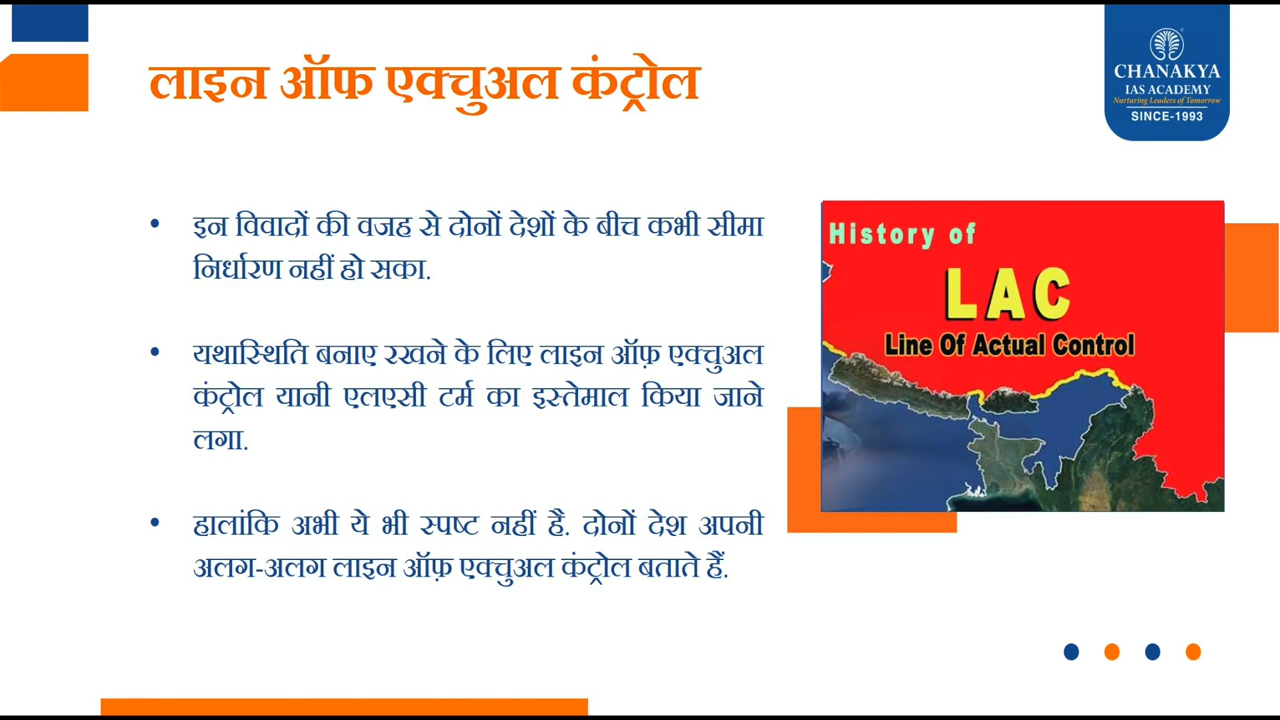 लाइन ऑफ एक्चुअल कंट्रोल
CHANAKYA
IAS ACADEMY
Nurturing Leaders of Tomorrow
SINCE-1993
• इन विवादों की वजह से दोनों देशों के बीच कभी सीमा
निर्धारण नहीं हो सका.
• यथास्थिति बनाए रखने के लिए लाइन ऑफ़ एक्चुअल
कंट्रोल यानी एलएसी टर्म का इस्तेमाल किया जाने
लगा.
• हालांकि अभी ये भी स्पष्ट नहीं है. दोनों देश अपनी
अलग-अलग लाइन ऑफ़ एक्चुअल कंट्रोल बताते हैं.
History of
LAC
Line Of Actual Control